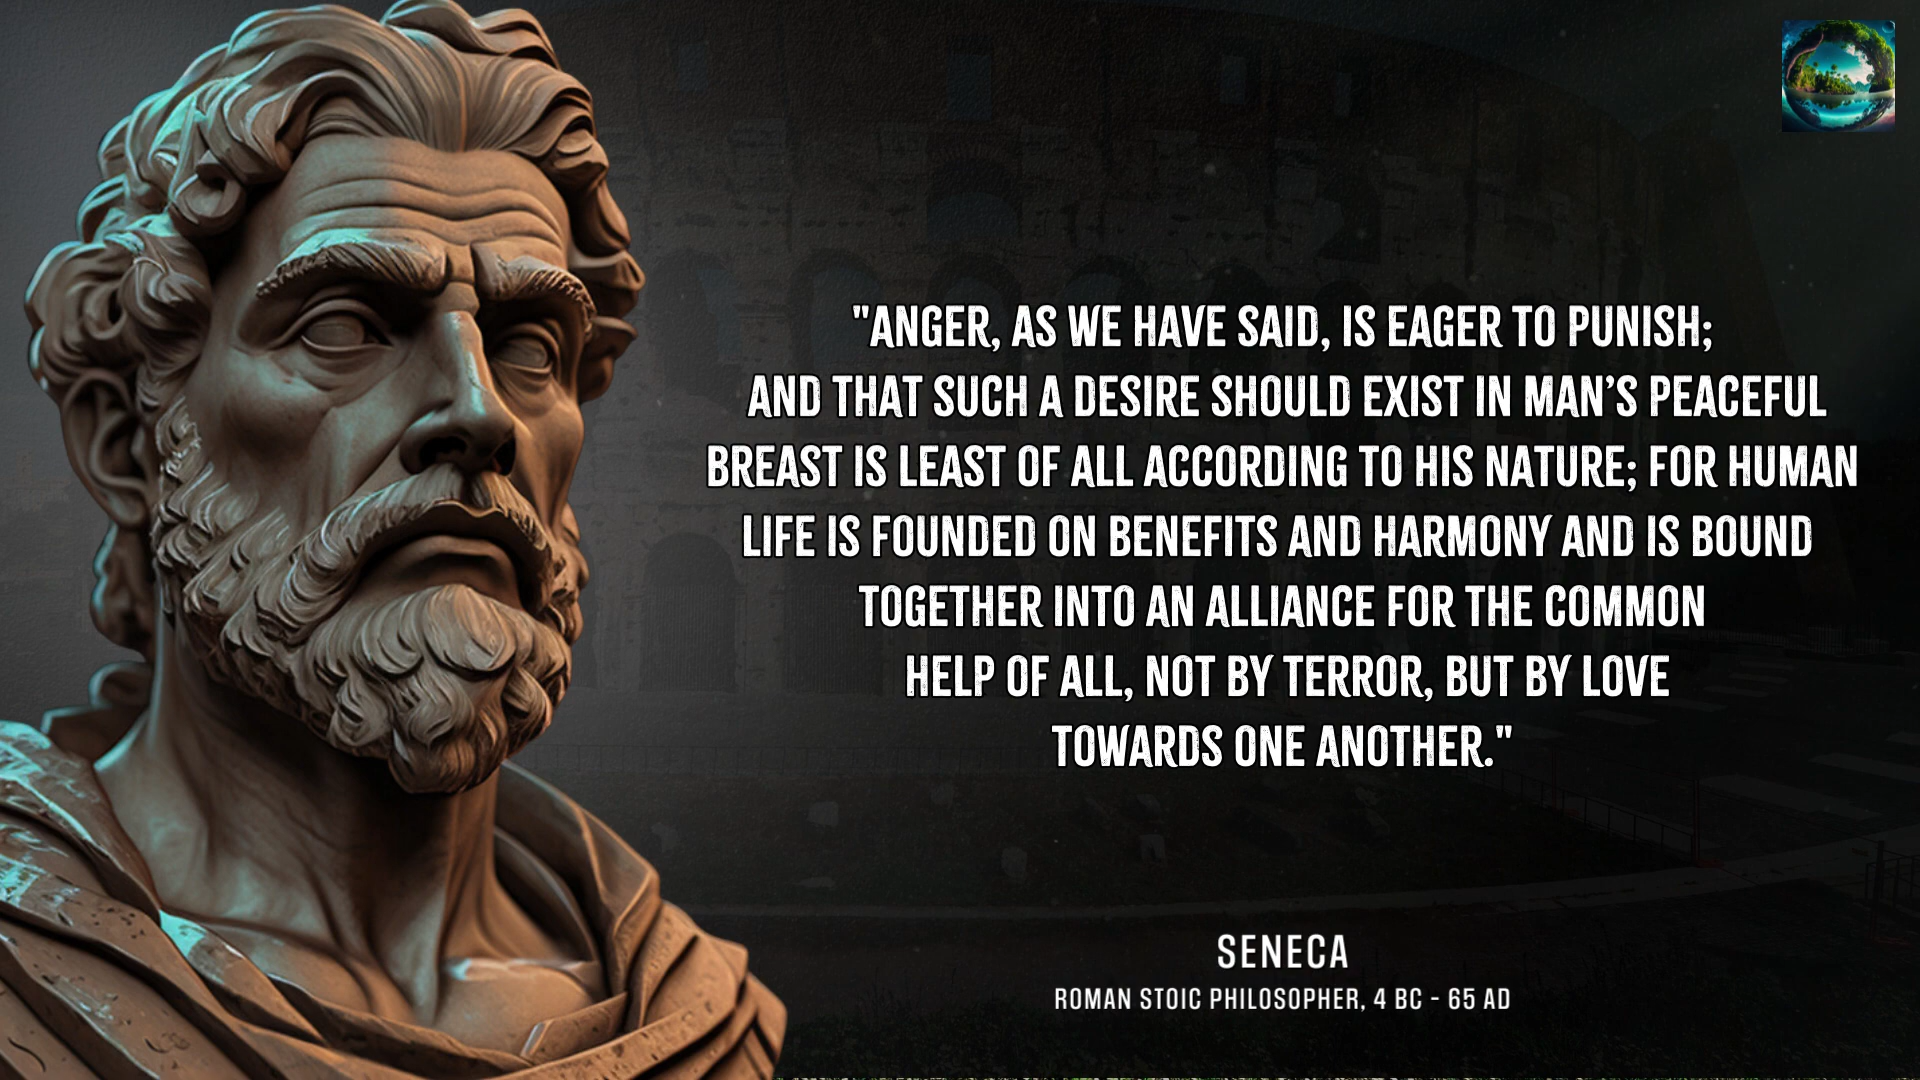 "ANGER, AS WE HAVE SAID, IS EAGER TO PUNISH;
AND THAT SUCH A DESIRE SHOULD EXIST IN MAN’S PEACEFUL
BREAST IS LEAST OF ALL ACCORDING TO HIS NATURE; FOR HUMAN
LIFE IS FOUNDED ON BENEFITS AND HARMONY AND IS BOUND
TOGETHER INTO AN ALLIANCE FOR THE COMMON
HELP OF ALL, NOT BY TERROR, BUT BY LOVE
TOWARDS ONE ANOTHER."
SENECA
ROMAN STOIC PHILOSOPHER, 4 BC - 65 AD